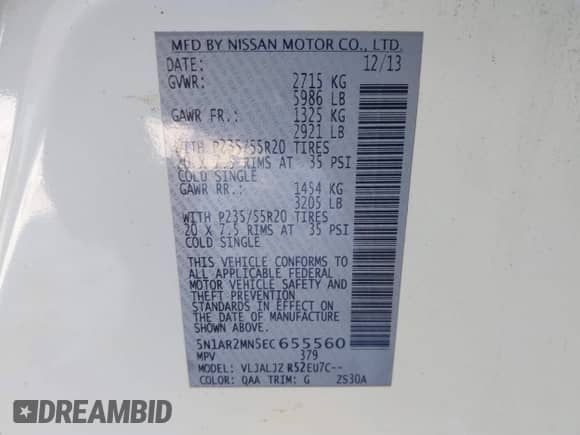 MFD BY NISSAN MOTOR CO., LTD.
DATE: 12/13
GVWR: 2715 KG
5986 LB
GAWR FR.: 1325 KG
2921 LB
WITH P235/55R20 TIRES
20 X 7.5 RIMS AT 35 PSI
COLD SINGLE
GAWR RR.: 1454 KG
3205 LB
WITH P235/55R20 TIRES
20 X 7.5 RIMS AT 35 PSI
COLD SINGLE
THIS VEHICLE CONFORMS TO
ALL APPLICABLE FEDERAL
MOTOR VEHICLE SAFETY AND
THEFT PREVENTION
STANDARDS IN EFFECT ON
THE DATE OF MANUFACTURE
SHOWN ABOVE.
5N1AR2MN5EC655560
MPV 379
MODEL: VLJALJZ R52EU7C--
COLOR: QAA TRIM: G 2S30A
DREAMBID